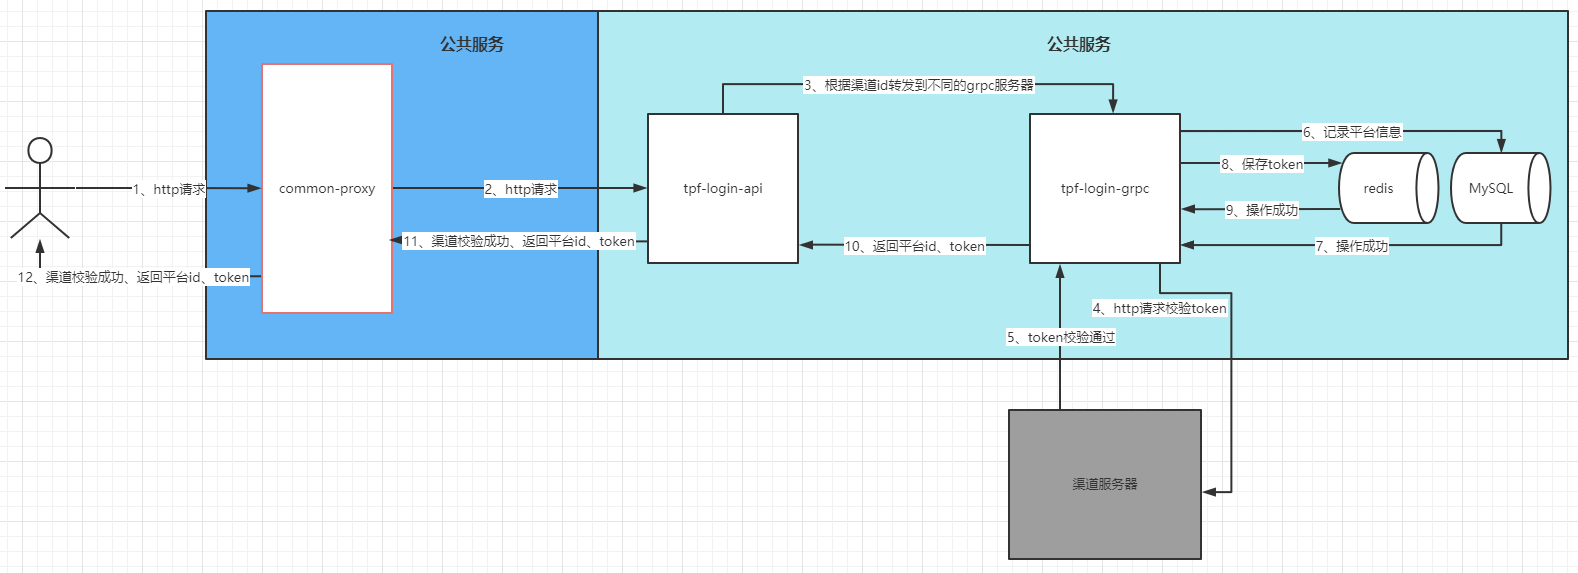 公共服务
公共服务
3、根据渠道id转发到不同的grpc服务器
6、记录平台信息
8、保存token
1、http请求
common-proxy
2、http请求
tpf-login-api
tpf-login-grpc
redis
MySQL
9、操作成功
11、渠道校验成功、返回平台id、token
10、返回平台id、token
7、操作成功
12、渠道校验成功、返回平台id、token
4、http请求校验token
5、token校验通过
渠道服务器